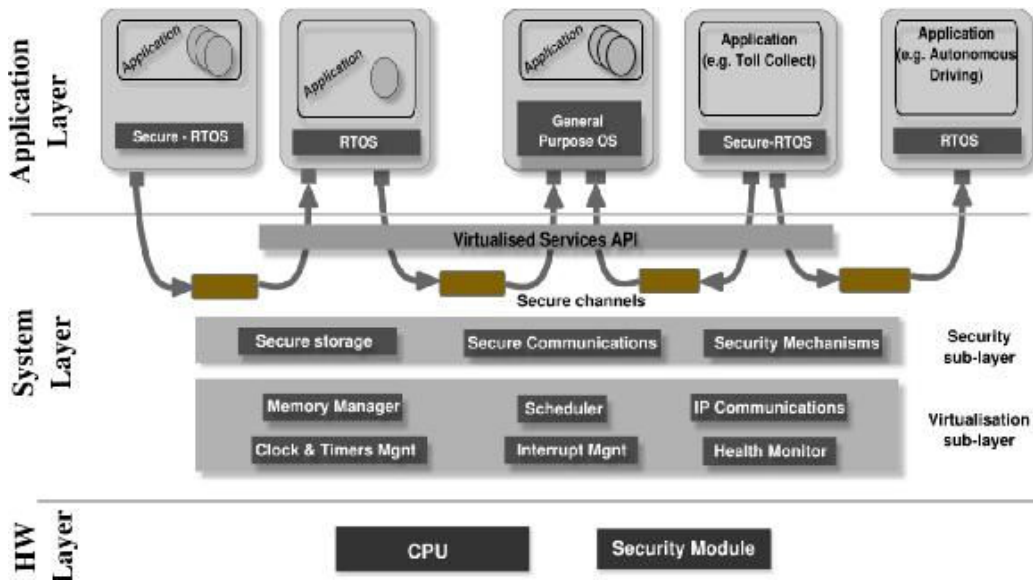 Application Layer
Application
Secure - RTOS
Application
RTOS
Application
General
Purpose OS
Application
(e.g. Toll Collect)
Secure-RTOS
Application
(e.g. Autonomous
Driving)
RTOS
System Layer
Virtualised Services API
Secure channels
Secure storage
Secure Communications
Security Mechanisms
Security
sub-layer
Memory Manager
Scheduler
IP Communications
Clock & Timers Mgnt
Interrupt Mgnt
Health Monitor
Virtualisation
sub-layer
HW Layer
CPU
Security Module